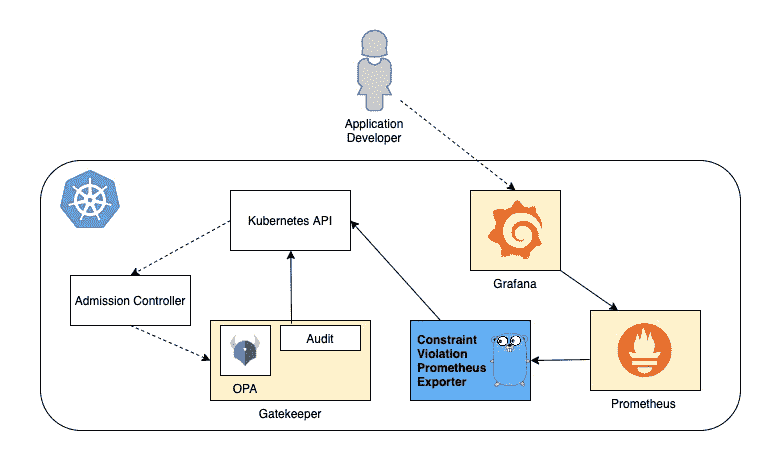 Application
Developer
Kubernetes API
Grafana
Admission Controller
Audit
OPA
Gatekeeper
Constraint
Violation
Prometheus
Exporter
Prometheus